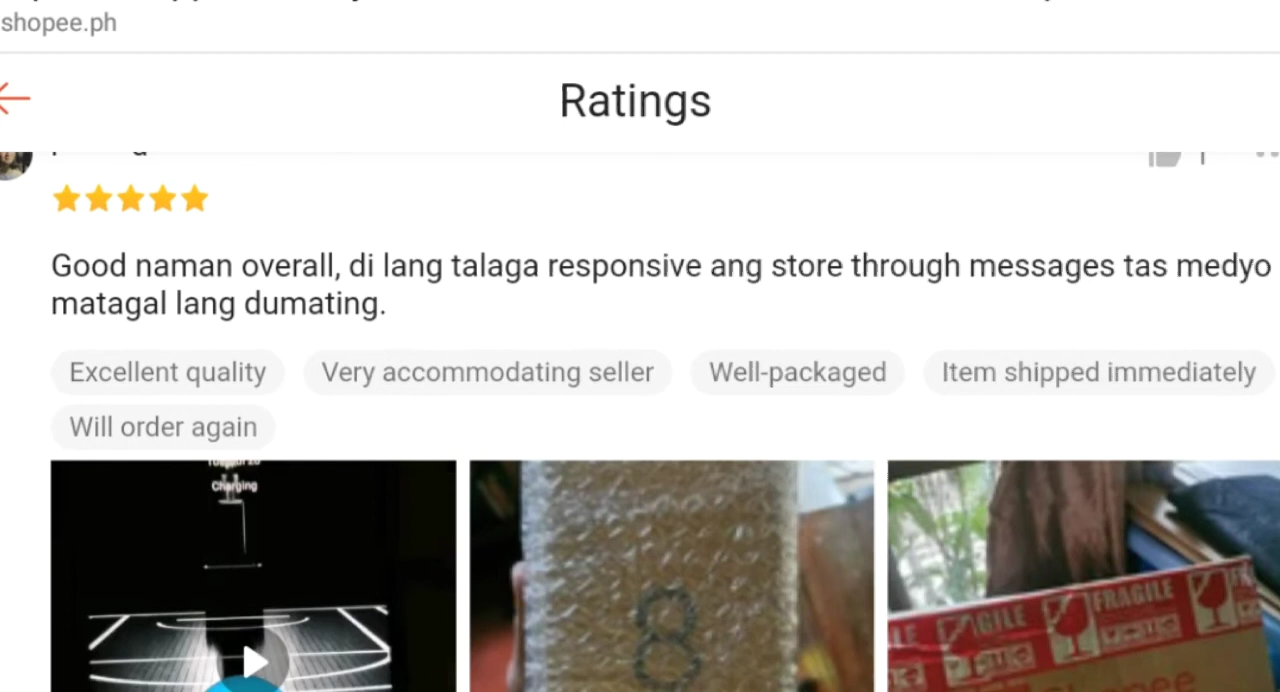 shopee.ph
Ratings
Good naman overall, di lang talaga responsive ang store through messages tas medyo
matagal lang dumating.
Excellent quality
Very accommodating seller
Well-packaged
Item shipped immediately
Will order again
Charging
8
FRAGILE